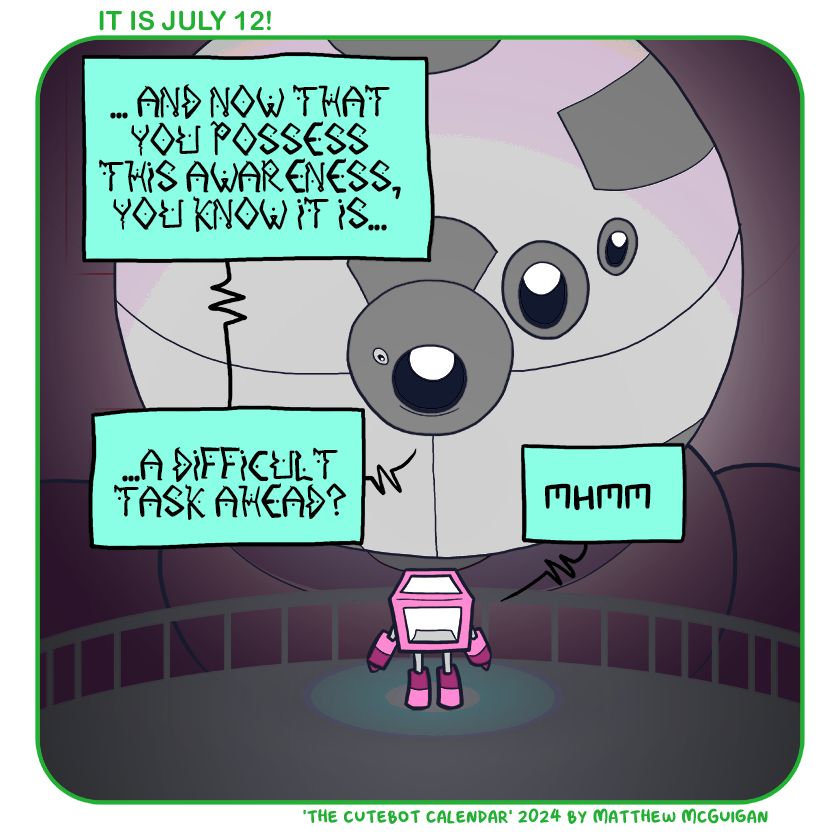 IT IS JULY 12!
... AND NOW THAT
YOU POSSESS
THIS AWARENESS,
YOU KNOW IT IS...
...A DIFFICULT
TASK AHEAD?
MHMM
'THE CUTEBOT CALENDAR' 2024 BY MATTHEW MCGUIGAN